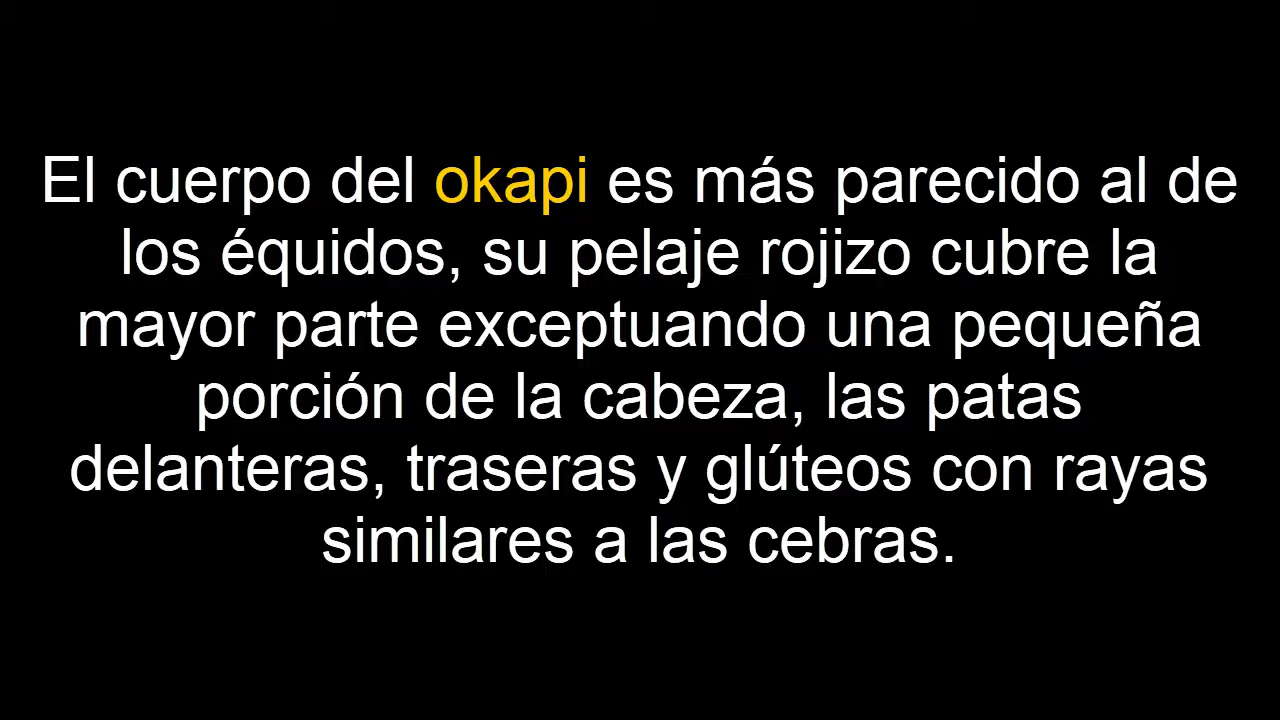 El cuerpo del okapi es más parecido al de
los équidos, su pelaje rojizo cubre la
mayor parte exceptuando una pequeña
porción de la cabeza, las patas
delanteras, traseras y glúteos con rayas
similares a las cebras.